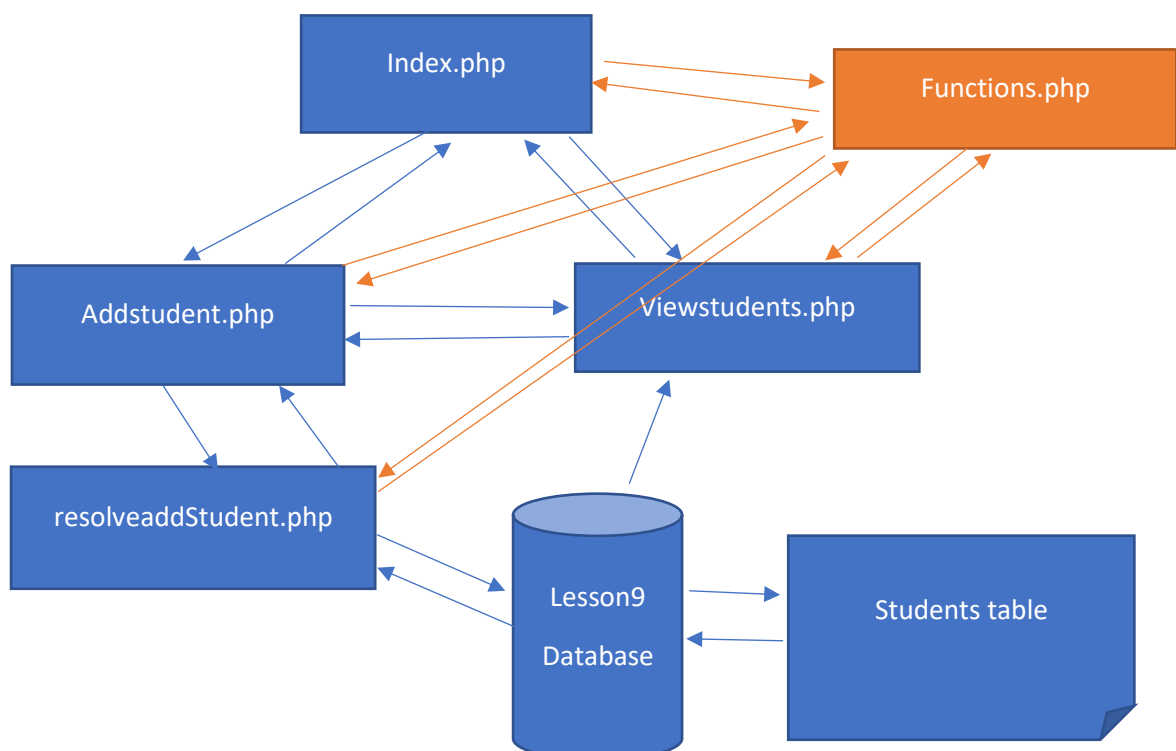 Index.php
Functions.php
Addstudent.php
Viewstudents.php
resolveaddStudent.php
Lesson9
Database
Students table